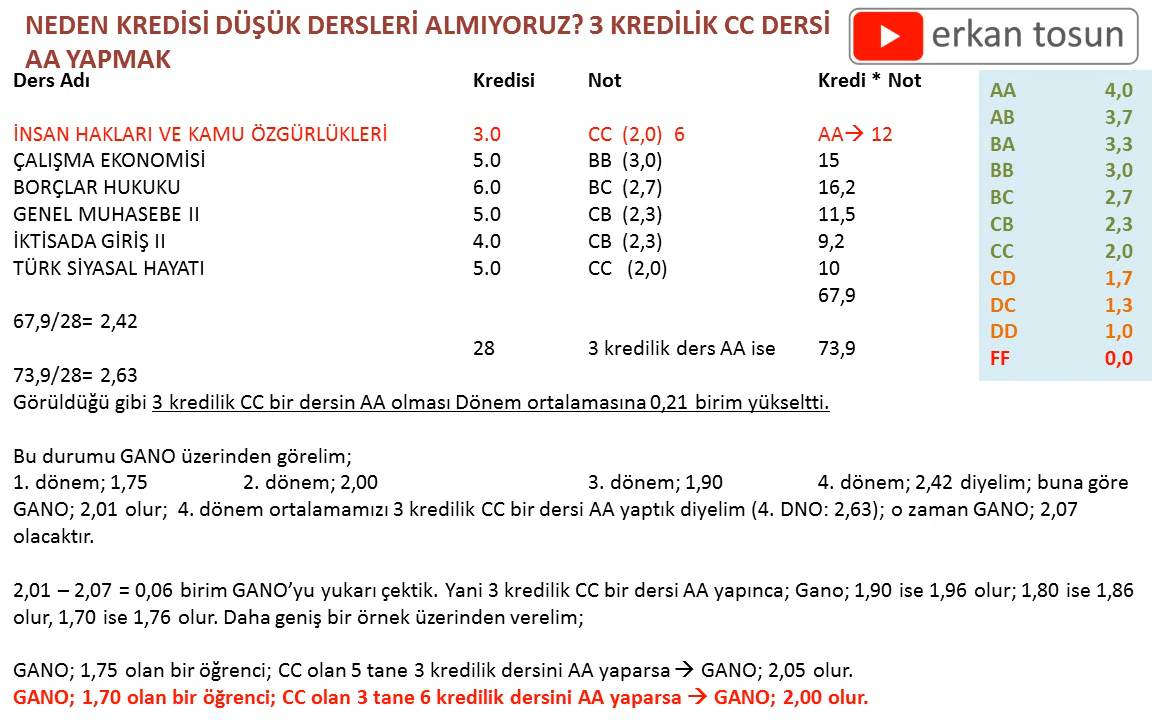 NEDEN KREDİSİ DÜŞÜK DERSLERİ ALMIYORUZ? 3 KREDİLİK CC DERSİ
AA YAPMAK
erkan tosun
Ders Adı Kredisi Not Kredi * Not
İNSAN HAKLARI VE KAMU ÖZGÜRLÜKLERİ 3.0 CC (2,0) 6 AA→ 12
ÇALIŞMA EKONOMİSİ 5.0 BB (3,0) 15
BORÇLAR HUKUKU 6.0 BC (2,7) 16,2
GENEL MUHASEBE II 5.0 CB (2,3) 11,5
İKTİSADA GİRİŞ II 4.0 CB (2,3) 9,2
TÜRK SİYASAL HAYATI 5.0 CC (2,0) 10
67,9
67,9/28= 2,42
28 3 kredilik ders AA ise 73,9
73,9/28= 2,63
AA 4,0
AB 3,7
BA 3,3
BB 3,0
BC 2,7
CB 2,3
CC 2,0
CD 1,7
DC 1,3
DD 1,0
FF 0,0
Görüldüğü gibi 3 kredilik CC bir dersin AA olması Dönem ortalamasına 0,21 birim yükseltti.
Bu durumu GANO üzerinden görelim;
1. dönem; 1,75 2. dönem; 2,00 3. dönem; 1,90 4. dönem; 2,42 diyelim; buna göre
GANO; 2,01 olur; 4. dönem ortalamamızı 3 kredilik CC bir dersi AA yaptık diyelim (4. DNO: 2,63); o zaman GANO; 2,07
olacaktır.
2,01 – 2,07 = 0,06 birim GANO’yu yukarı çektik. Yani 3 kredilik CC bir dersi AA yapınca; Gano; 1,90 ise 1,96 olur; 1,80 ise 1,86
olur, 1,70 ise 1,76 olur. Daha geniş bir örnek üzerinden verelim;
GANO; 1,75 olan bir öğrenci; CC olan 5 tane 3 kredilik dersini AA yaparsa → GANO; 2,05 olur.
GANO; 1,70 olan bir öğrenci; CC olan 3 tane 6 kredilik dersini AA yaparsa → GANO; 2,00 olur.